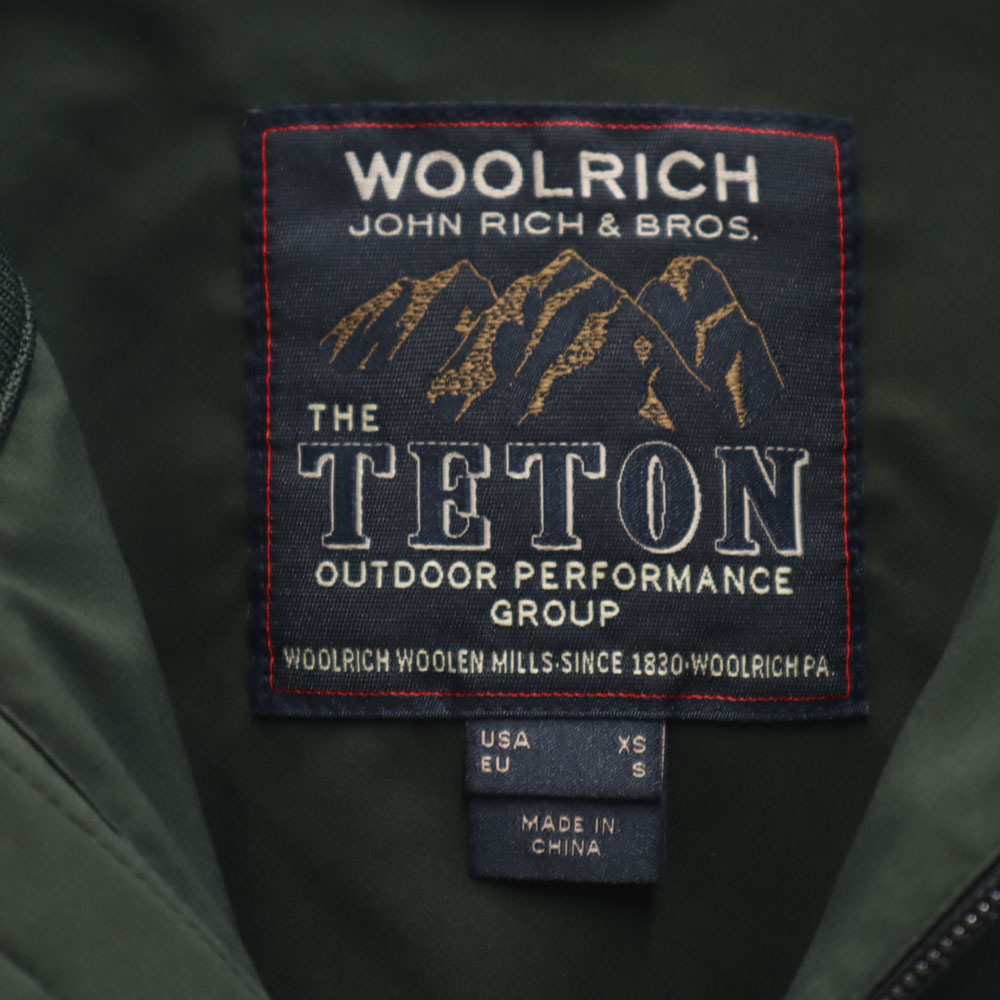 WOOLRICH
JOHN RICH & BROS.
THE
TETON
OUTDOOR PERFORMANCE
GROUP
WOOLRICH WOOLEN MILLS·SINCE 1830·WOOLRICH PA.
USA XS
EU S
MADE IN
CHINA